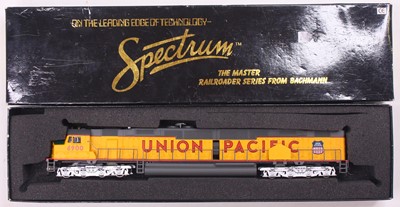 ON THE LEADING EDGE OF TECHNOLOGY
Spectrum
THE MASTER
RAILROADER SERIES FROM BACHMANN
UNION PACIFIC